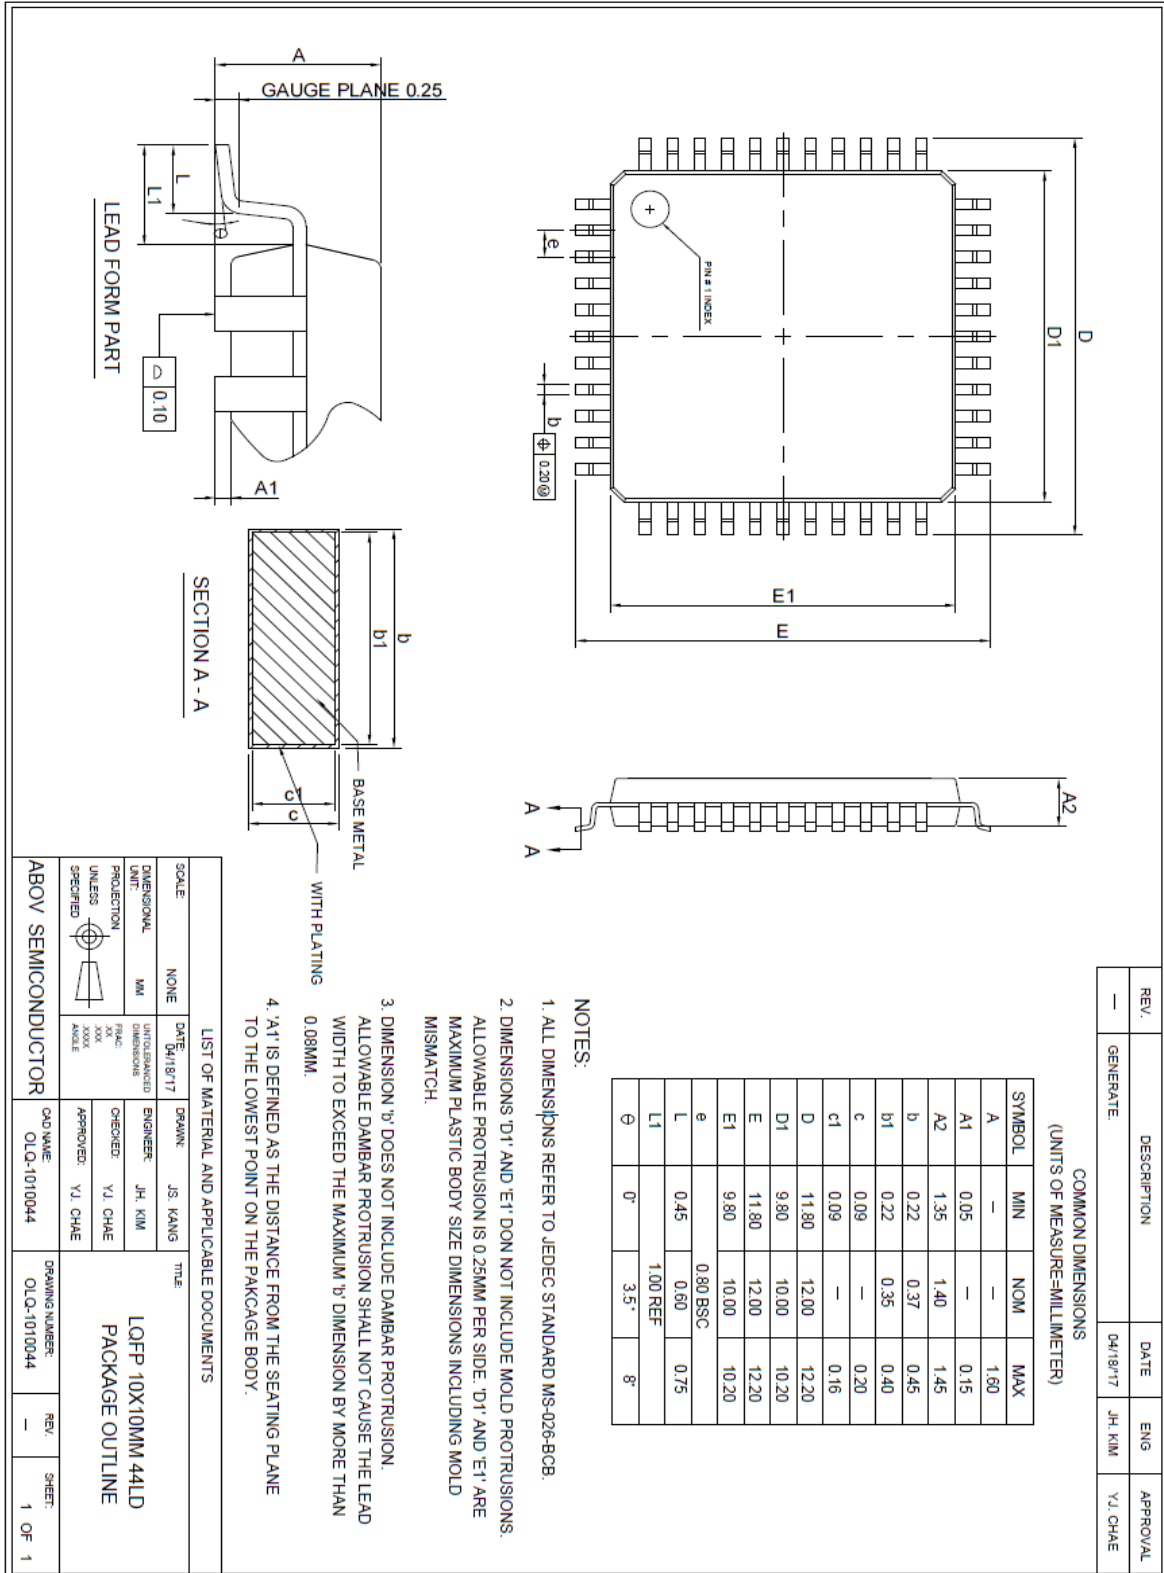 REV. DESCRIPTION DATE ENG APPROVAL
— GENERATE. 04/18/'17 JH. KIM YJ. CHAE
D
D1
PIN # 1 INDEX
e
b
0.20 Ⓜ
E1
E
A2
A
A
COMMON DIMENSIONS
(UNITS OF MEASURE=MILLIMETER)
SYMBOL MIN NOM MAX
A — — 1.60
A1 0.05 — 0.15
A2 1.35 1.40 1.45
b 0.22 0.37 0.45
b1 0.22 0.35 0.40
c 0.09 — 0.20
c1 0.09 — 0.16
D 11.80 12.00 12.20
D1 9.80 10.00 10.20
E 11.80 12.00 12.20
E1 9.80 10.00 10.20
e 0.80 BSC
L 0.45 0.60 0.75
L1 1.00 REF
θ 0° 3.5° 8°
NOTES:
1. ALL DIMENSIONS REFER TO JEDEC STANDARD MS-026-BCB.
2. DIMENSIONS 'D1' AND 'E1' DON NOT INCLUDE MOLD PROTRUSIONS.
ALLOWABLE PROTRUSION IS 0.25MM PER SIDE. 'D1' AND 'E1' ARE
MAXIMUM PLASTIC BODY SIZE DIMENSIONS INCLUDING MOLD
MISMATCH.
3. DIMENSION 'b' DOES NOT INCLUDE DAMBAR PROTRUSION.
ALLOWABLE DAMBAR PROTRUSION SHALL NOT CAUSE THE LEAD
WIDTH TO EXCEED THE MAXIMUM 'b' DIMENSION BY MORE THAN
0.08MM.
4. 'A1' IS DEFINED AS THE DISTANCE FROM THE SEATING PLANE
TO THE LOWEST POINT ON THE PAKCAGE BODY.
A
GAUGE PLANE 0.25
L
L1
θ
0.10
A1
LEAD FORM PART
b
b1
c1
c
BASE METAL
WITH PLATING
SECTION A - A
LIST OF MATERIAL AND APPLICABLE DOCUMENTS
SCALE: NONE
DATE: 04/18/'17
DRAWN: JS. KANG
DIMENSIONAL UNIT: MM
UNTOLERANCED DIMENSIONS
ENGINEER: JH. KIM
PROJECTION
UNLESS
SPECIFIED
FRAC:
.XX
.XXX
.XXXX
ANGLE
CHECKED: YJ. CHAE
APPROVED: YJ. CHAE
TITLE:
LQFP 10X10MM 44LD
PACKAGE OUTLINE
ABOV SEMICONDUCTOR
CAD NAME: OLQ-1010044
DRAWING NUMBER: OLQ-1010044
REV. —
SHEET: 1 OF 1